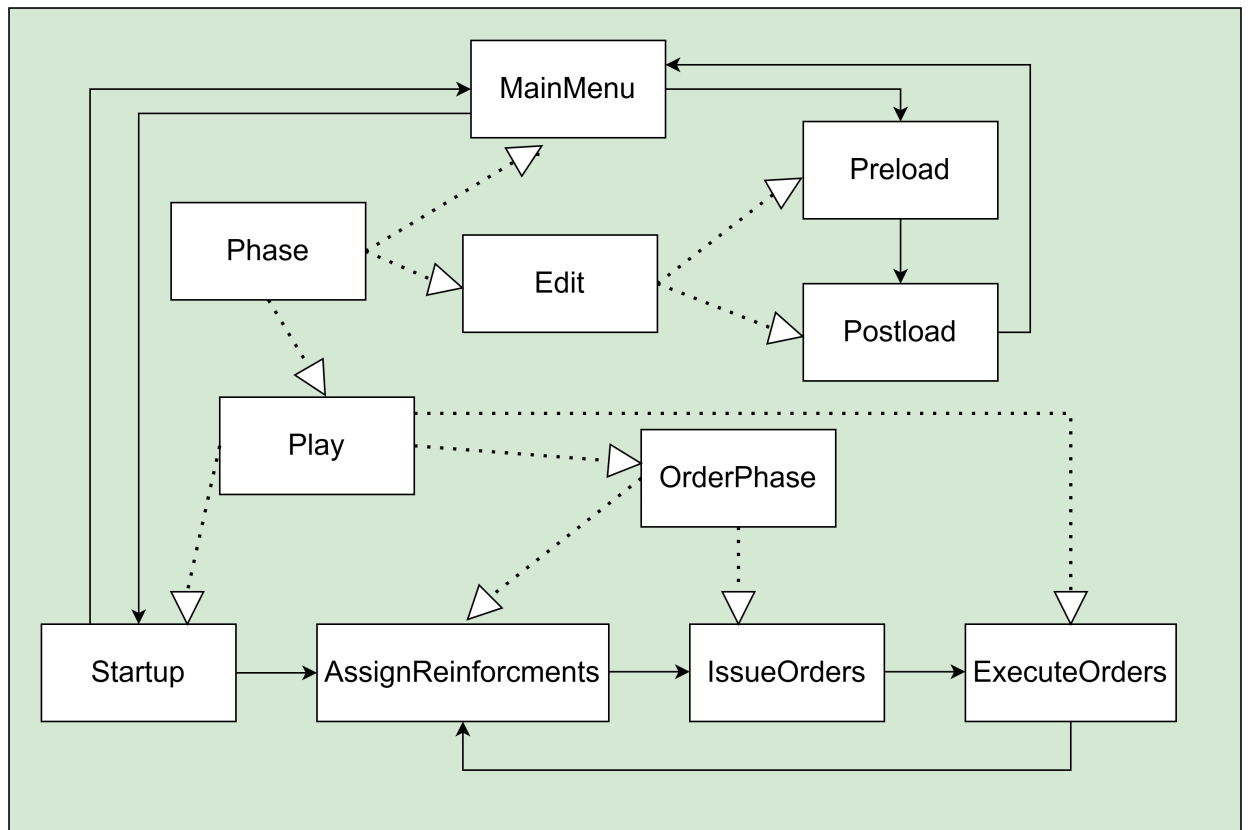 MainMenu
Preload
Phase
Edit
Postload
Play
OrderPhase
Startup
AssignReinforcments
IssueOrders
ExecuteOrders